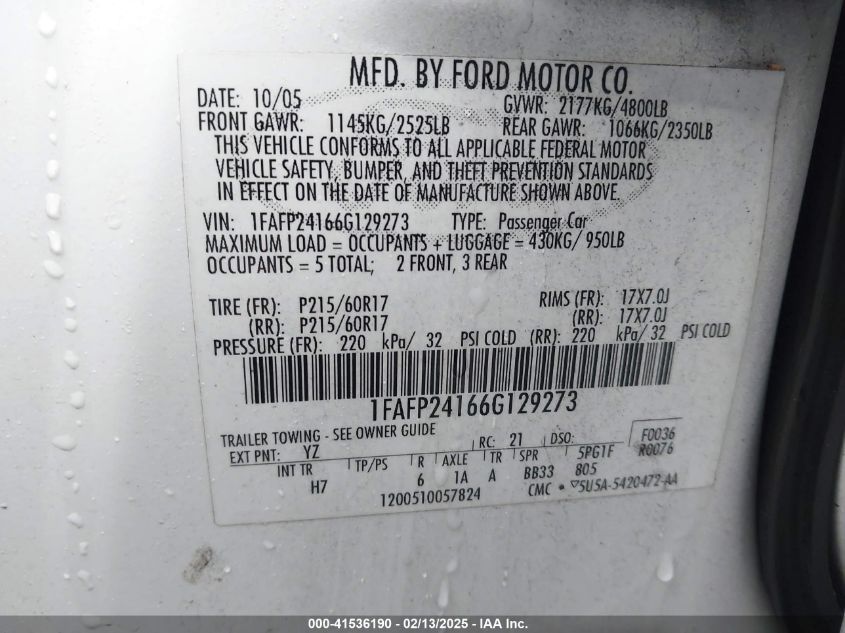 MFD. BY FORD MOTOR CO.
DATE: 10/05 GVWR: 2177KG/4800LB
FRONT GAWR: 1145KG/2525LB REAR GAWR: 1066KG/2350LB
THIS VEHICLE CONFORMS TO ALL APPLICABLE FEDERAL MOTOR
VEHICLE SAFETY, BUMPER, AND THEFT PREVENTION STANDARDS
IN EFFECT ON THE DATE OF MANUFACTURE SHOWN ABOVE.
VIN: 1FAFP24166G129273 TYPE: Passenger Car
MAXIMUM LOAD = OCCUPANTS + LUGGAGE = 430KG/ 950LB
OCCUPANTS = 5 TOTAL; 2 FRONT, 3 REAR
TIRE (FR): P215/60R17 RIMS (FR): 17X7.0J
(RR): P215/60R17 (RR): 17X7.0J
PRESSURE (FR): 220 kPa/ 32 PSI COLD (RR): 220 kPa/ 32 PSI COLD
1FAFP24166G129273
TRAILER TOWING - SEE OWNER GUIDE
EXT PNT: YZ RC: 21 DSO: F0036
R0076
INT TR TP/PS R AXLE TR SPR 5PG1F
H7 6 1A A BB33 805
1200510057824 CMC • ▽5U5A-5420472-AA
000-41536190 - 02/13/2025 - IAA Inc.